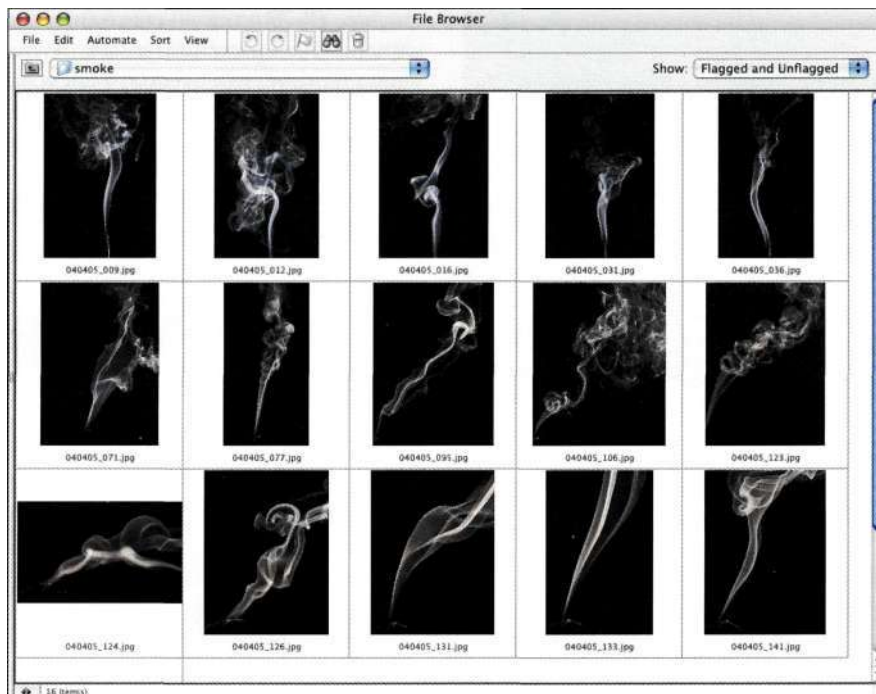 File Browser
File Edit Automate Sort View
smoke Show: Flagged and Unflagged
040405_009.jpg 040405_012.jpg 040405_016.jpg 040405_031.jpg 040405_036.jpg
040405_071.jpg 040405_077.jpg 040405_095.jpg 040405_106.jpg 040405_123.jpg
040405_124.jpg 040405_126.jpg 040405_131.jpg 040405_133.jpg 040405_141.jpg
16 Item(s)